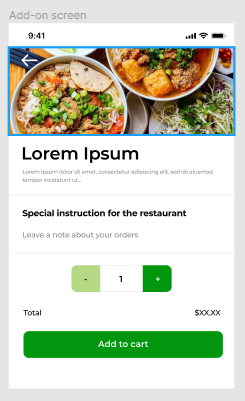 Add-on screen
9:41
Lorem Ipsum
Lorem ipsum dolor sit amet, consectetur adipiscing elit, sed do eiusmod
tempor incididunt ut...
Special instruction for the restaurant
Leave a note about your orders
- 1 +
Total $XX.XX
Add to cart